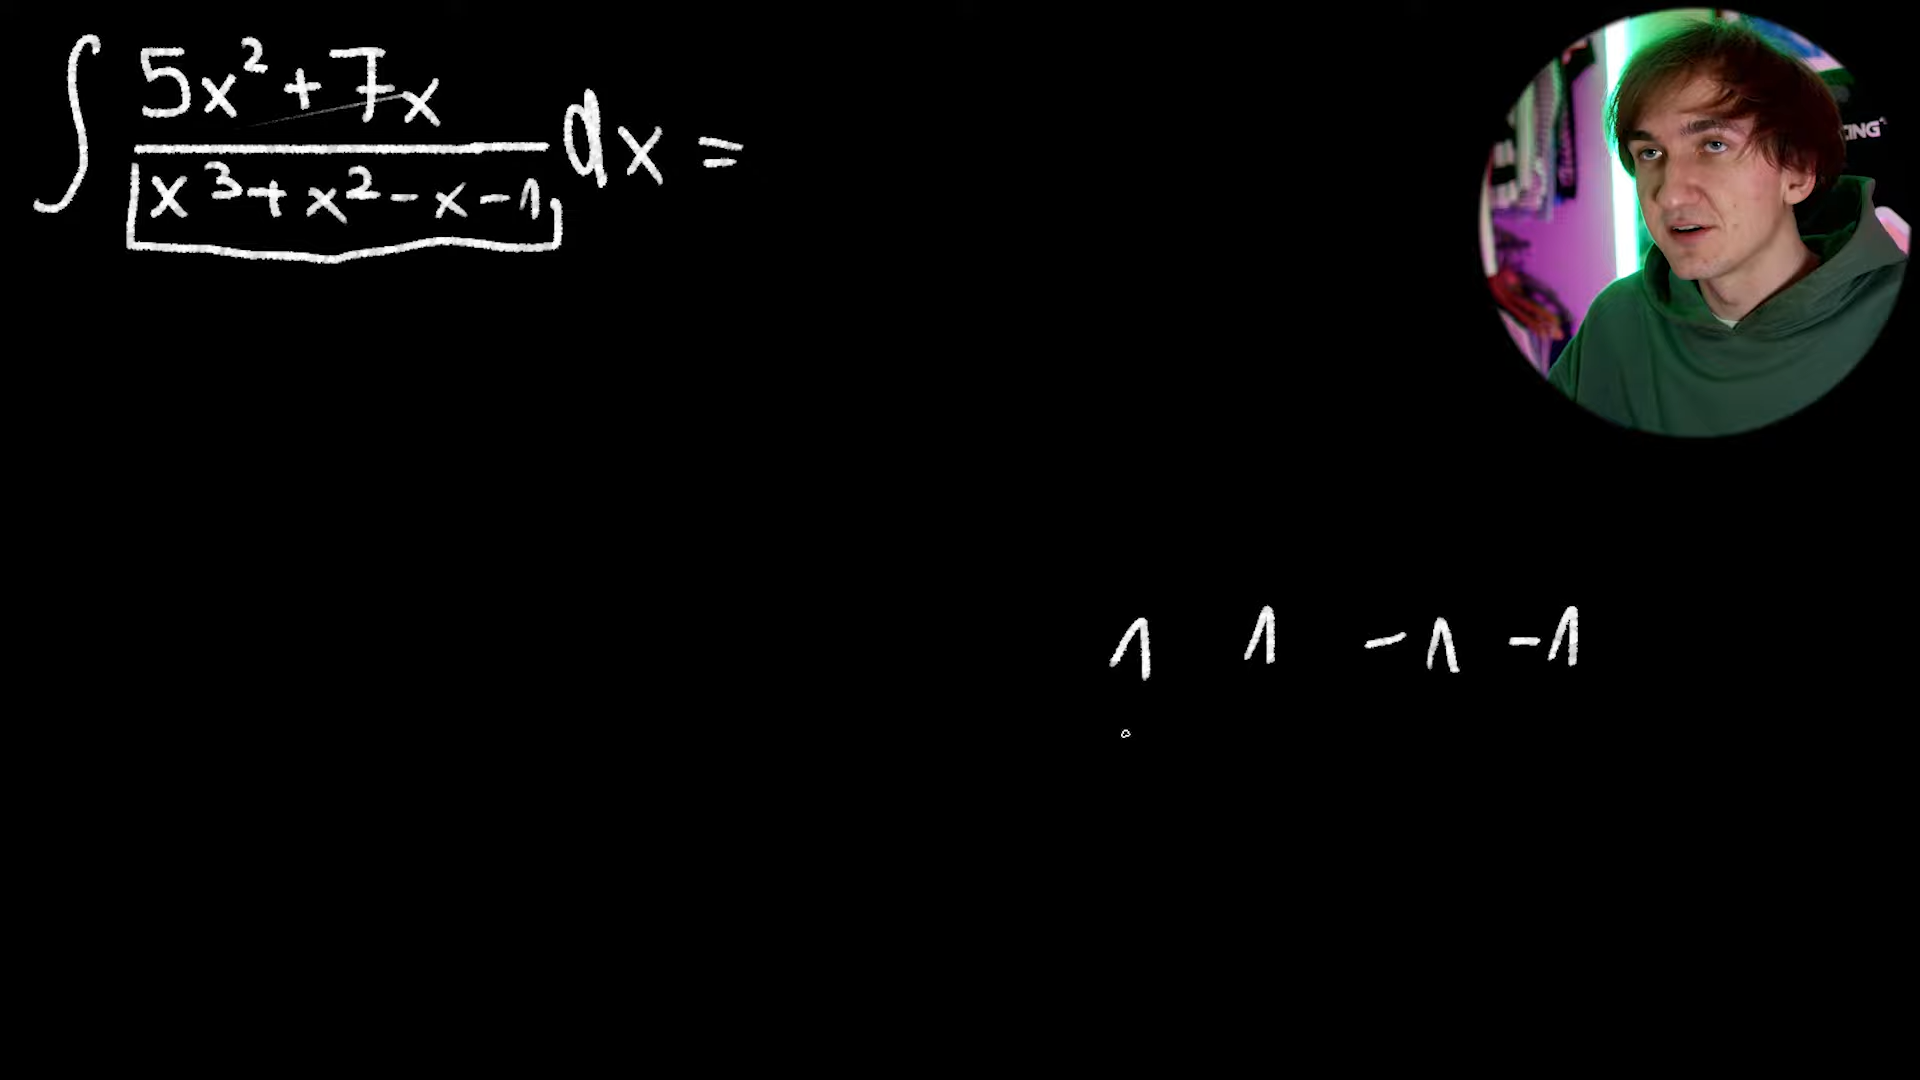 ∫ 5x² + 7x / x³ + x² - x - 1 dx =
1 1 -1 -1